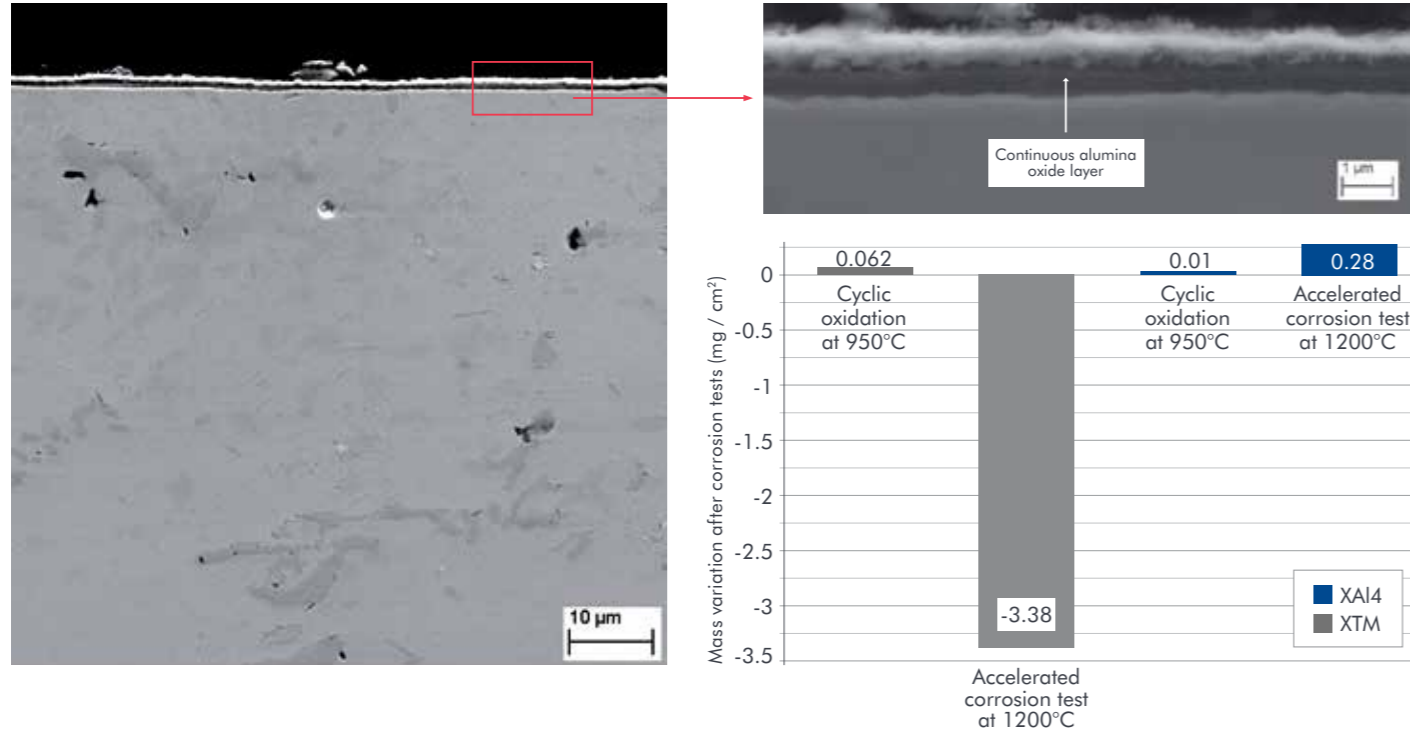 10 µm
Continuous alumina
oxide layer
1 µm
Mass variation after corrosion tests (mg / cm²)
0
-0.5
-1
-1.5
-2
-2.5
-3
-3.5
0.062
Cyclic
oxidation
at 950°C
-3.38
Accelerated
corrosion test
at 1200°C
0.01
Cyclic
oxidation
at 950°C
0.28
Accelerated
corrosion test
at 1200°C
XAl4
XTM